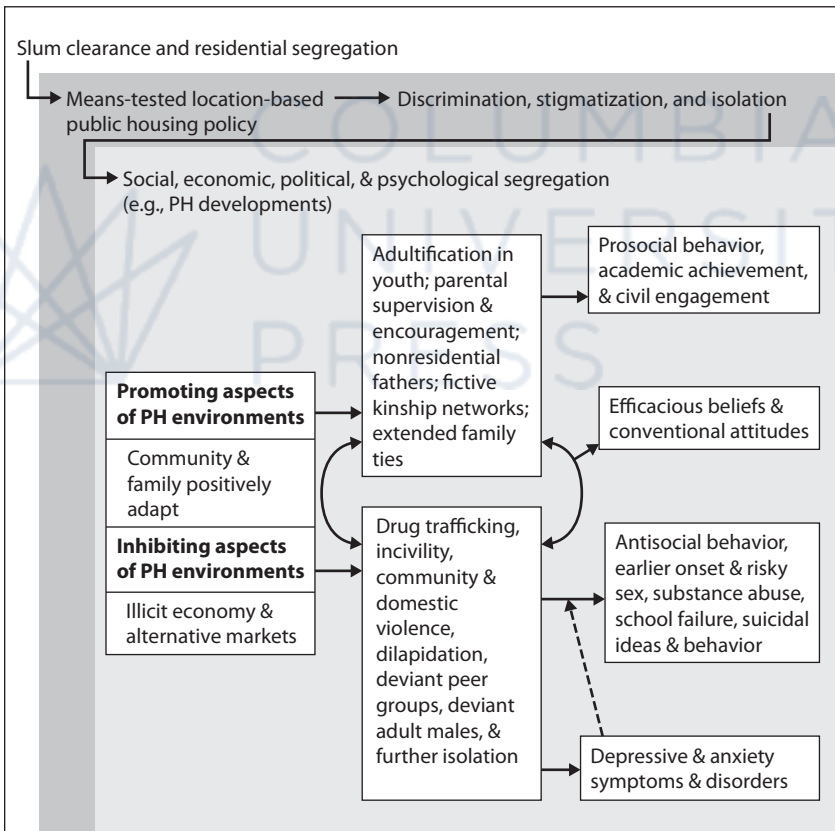 Slum clearance and residential segregation
Means-tested location-based
public housing policy
Discrimination, stigmatization, and isolation
Social, economic, political, & psychological segregation
(e.g., PH developments)
Promoting aspects
of PH environments
Community &
family positively
adapt
Inhibiting aspects
of PH environments
Illicit economy &
alternative markets
Adultification in
youth; parental
supervision &
encouragement;
nonresidential
fathers; fictive
kinship networks;
extended family
ties
Drug trafficking,
incivility,
community &
domestic
violence,
dilapidation,
deviant peer
groups, deviant
adult males, &
further isolation
Prosocial behavior,
academic achievement,
& civil engagement
Efficacious beliefs &
conventional attitudes
Antisocial behavior,
earlier onset & risky
sex, substance abuse,
school failure, suicidal
ideas & behavior
Depressive & anxiety
symptoms & disorders
COLUMBIA
UNIVERSIT
PRESS